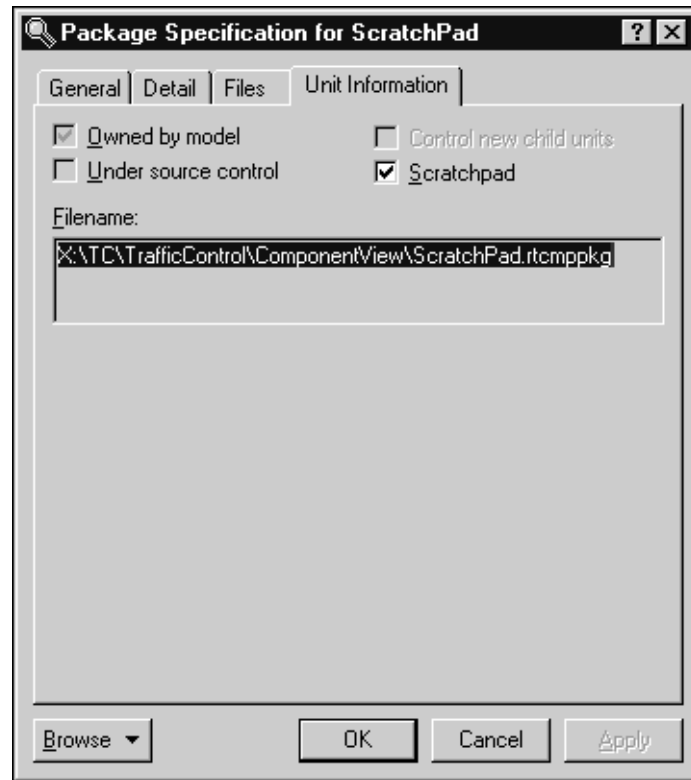 Package Specification for ScratchPad
General Detail Files Unit Information
Owned by model Control new child units
Under source control Scratchpad
Filename:
X:\TC\TrafficControl\ComponentView\ScratchPad.rtcmppkg
Browse OK Cancel Apply